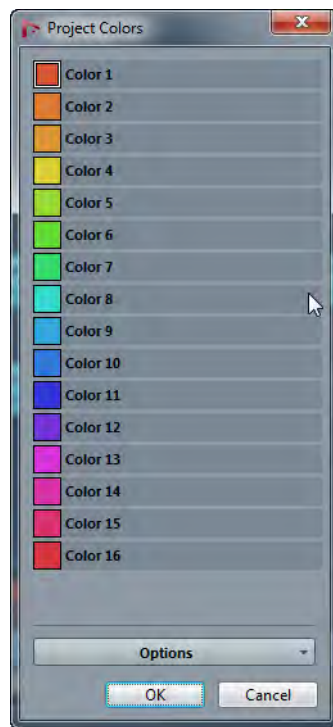 Project Colors
Color 1
Color 2
Color 3
Color 4
Color 5
Color 6
Color 7
Color 8
Color 9
Color 10
Color 11
Color 12
Color 13
Color 14
Color 15
Color 16
Options
OK
Cancel